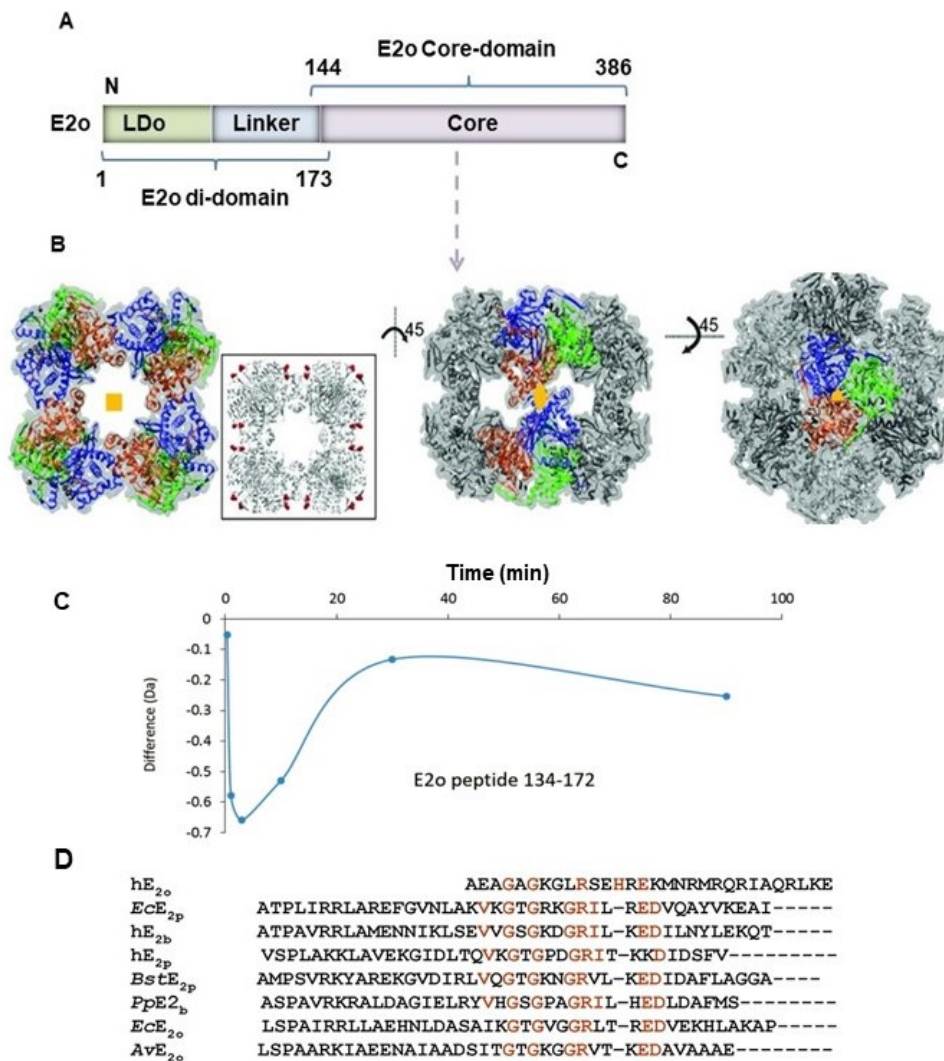 A
E2o Core-domain
144 386
N
E2o LDo Linker Core
C
1 173
E2o di-domain
B
45 45
Time (min)
C
0 20 40 60 80 100
0
-0.1
-0.2
-0.3
-0.4
-0.5
-0.6
-0.7
Difference (Da)
E2o peptide 134-172
D
hE2o AEAGAGKGLRSEHREKMNRMRQRIAQRLKE
EcE2p ATPLIRRLAREFGVNLAKVKGTGRKGRIL-REDVQAYVKEAI-----
hE2b ATPAVRRLAMENNIKLSEVVGSGKDGRIL-KEDILNYLEKQT-----
hE2p VSPLAKKLAVEKGIDLTQVKGTGPDGRIT-KKDIDSFV---------
BstE2p AMPSVRKYAREKGVDIRLVQGTGKNGRVL-KEDIDAFLAGGA-----
PpE2b ASPAVRKRALDAGIELRYVHGSGPAGRIL-HEDLDAFMS--------
EcE2o LSPAIRRLLAEHNLDASAIKGTGVGGRLT-REDVEKHLAKAP------
AvE2o LSPAARKIAEENAIAADSITGTGKGGRVT-KEDAVAAAE---------